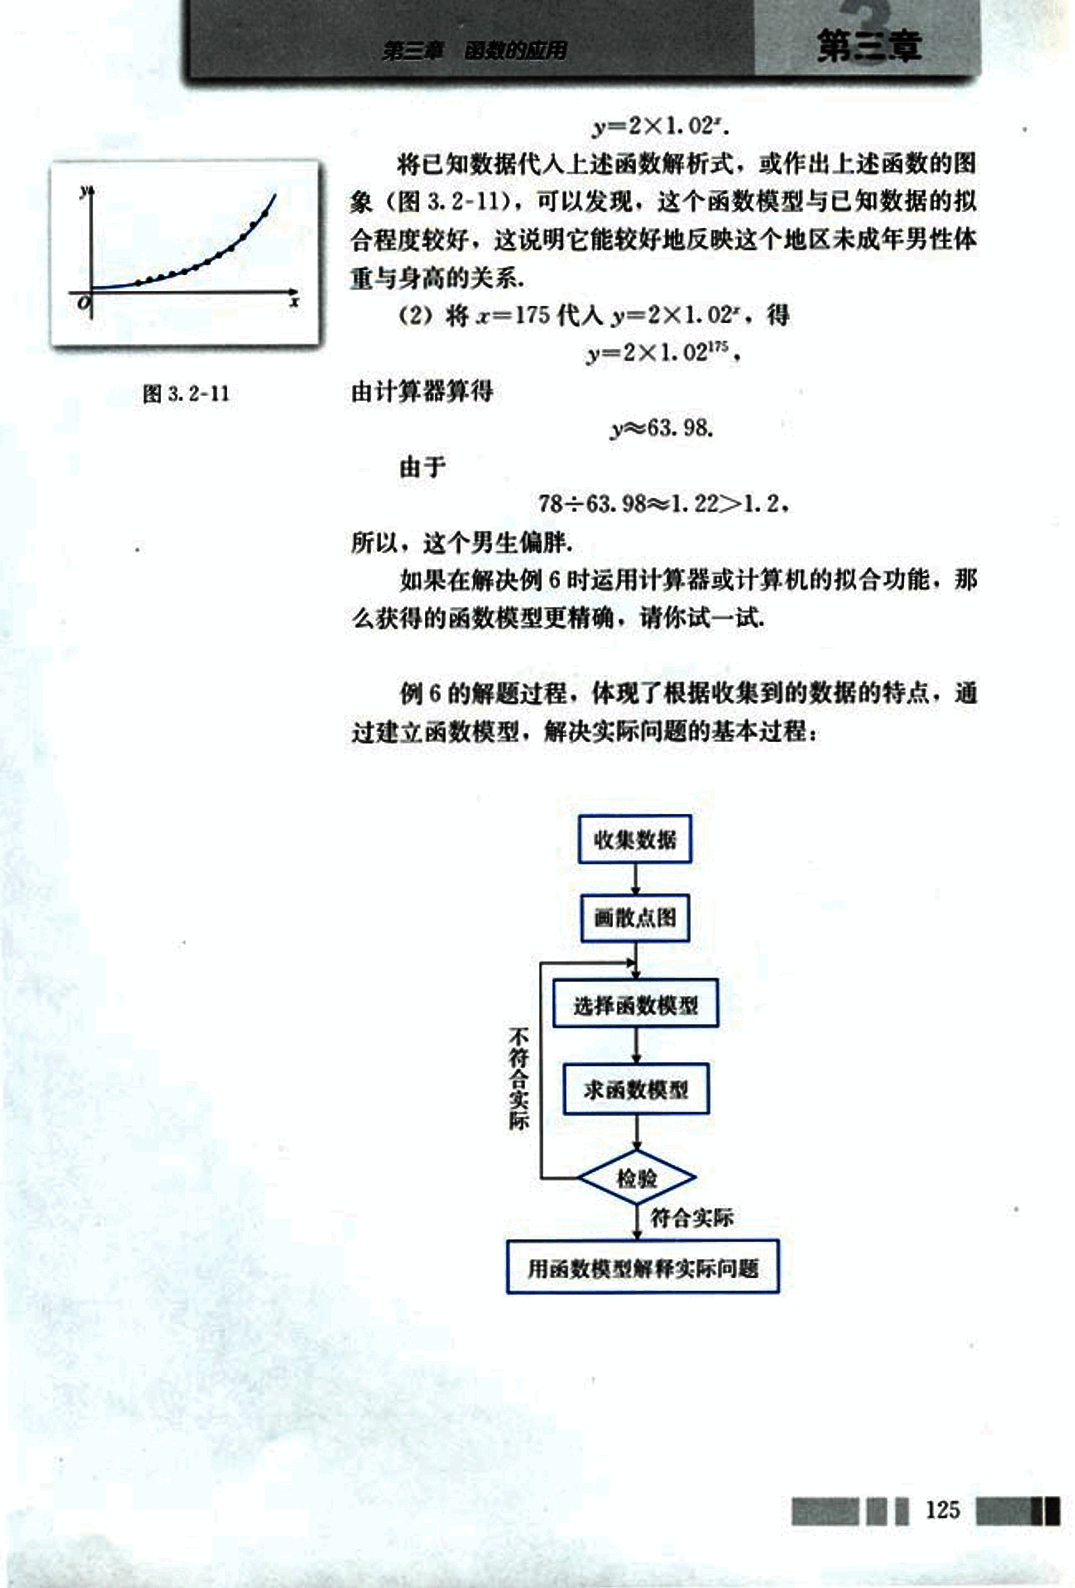 第三章 函数的应用
第三章
y=2×1.02ˣ.
将已知数据代入上述函数解析式，或作出上述函数的图
象（图 3.2-11），可以发现，这个函数模型与已知数据的拟
合程度较好，这说明它能较好地反映这个地区未成年男性体
重与身高的关系.
y
O
x
图 3.2-11
（2）将 x=175 代入 y=2×1.02ˣ，得
y=2×1.02¹⁷⁵，
由计算器算得
y≈63.98.
由于
78÷63.98≈1.22>1.2，
所以，这个男生偏胖.
如果在解决例 6 时运用计算器或计算机的拟合功能，那
么获得的函数模型更精确，请你试一试.
例 6 的解题过程，体现了根据收集到的数据的特点，通
过建立函数模型，解决实际问题的基本过程：
收集数据
画散点图
选择函数模型
不符合实际
求函数模型
检验
符合实际
用函数模型解释实际问题
125